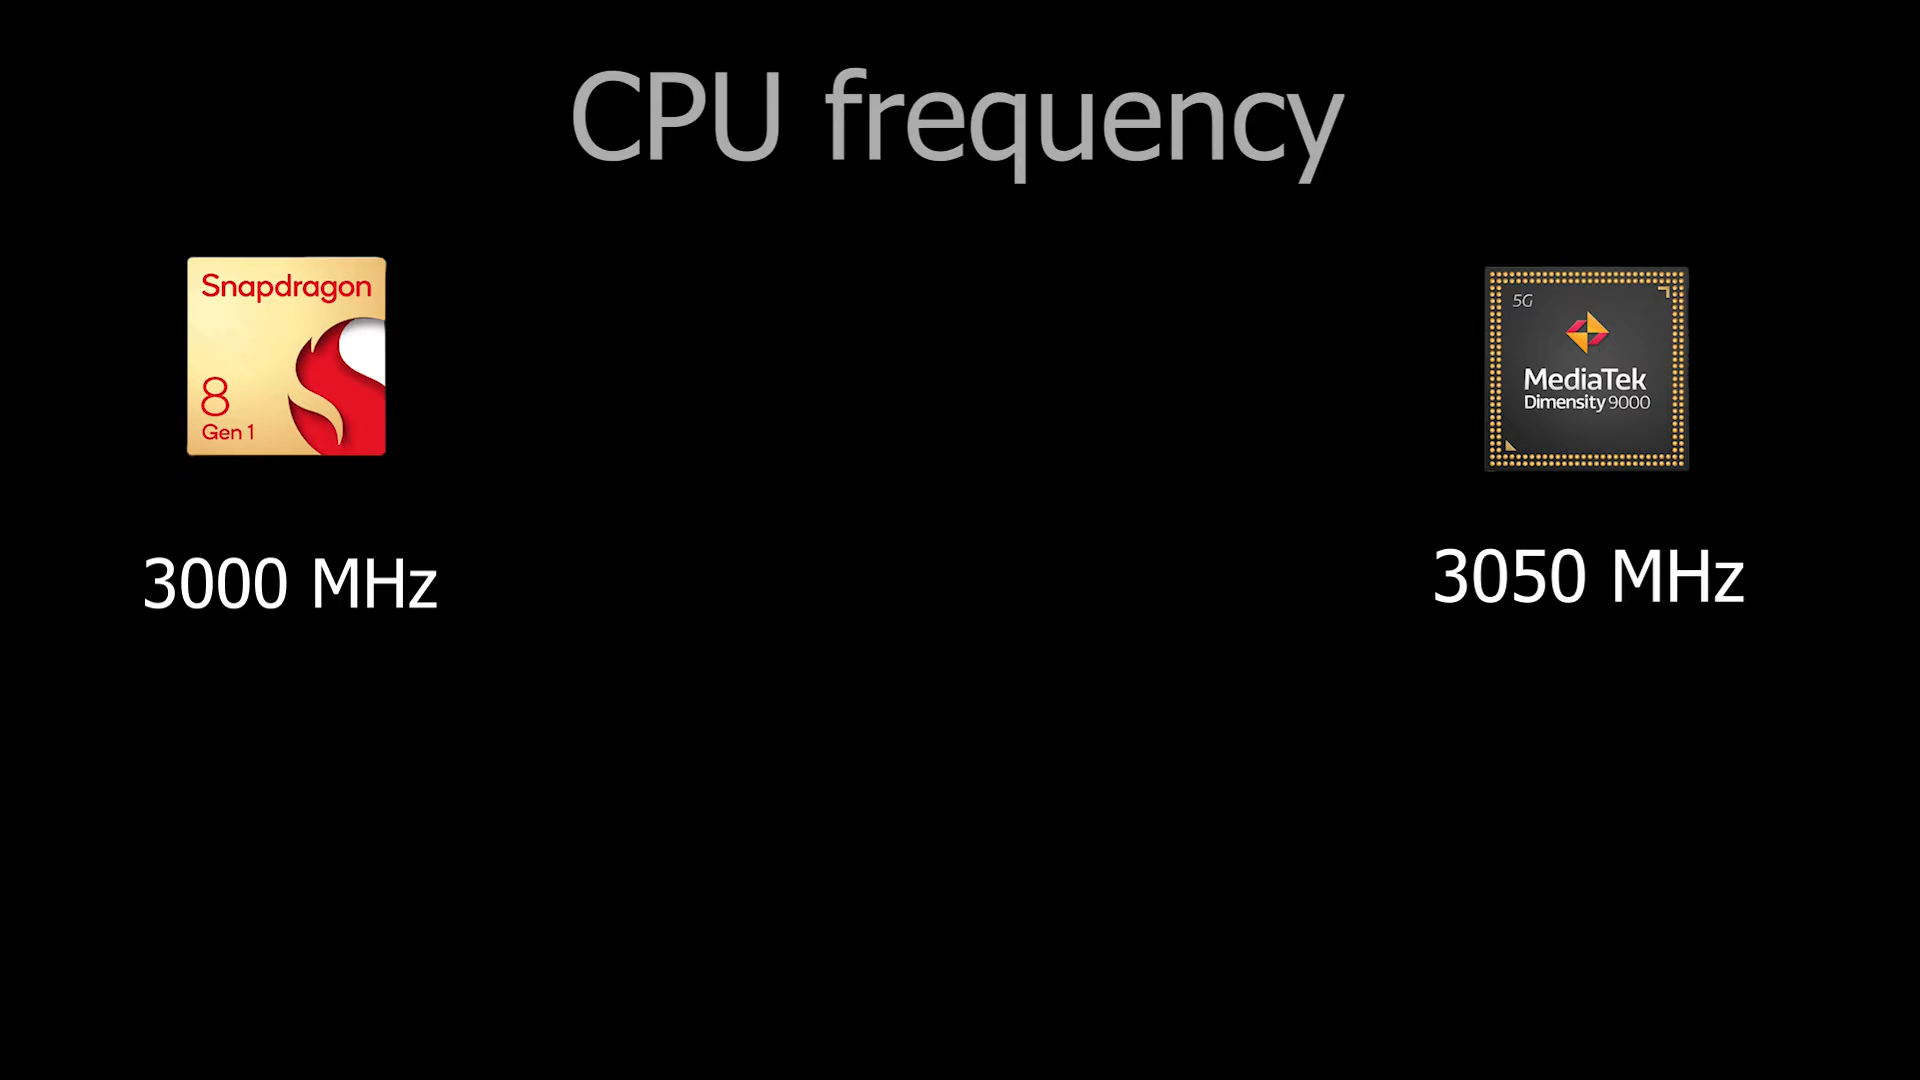 CPU frequency
Snapdragon
8
Gen 1
5G
MediaTek
Dimensity 9000
3000 MHz
3050 MHz